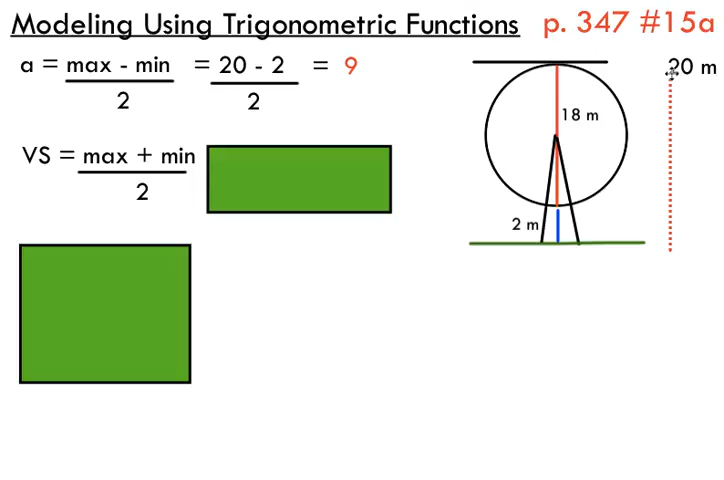 Modeling Using Trigonometric Functions p. 347 #15a
a = max - min = 20 - 2 = 9
2 2
20 m
18 m
VS = max + min
2
2 m